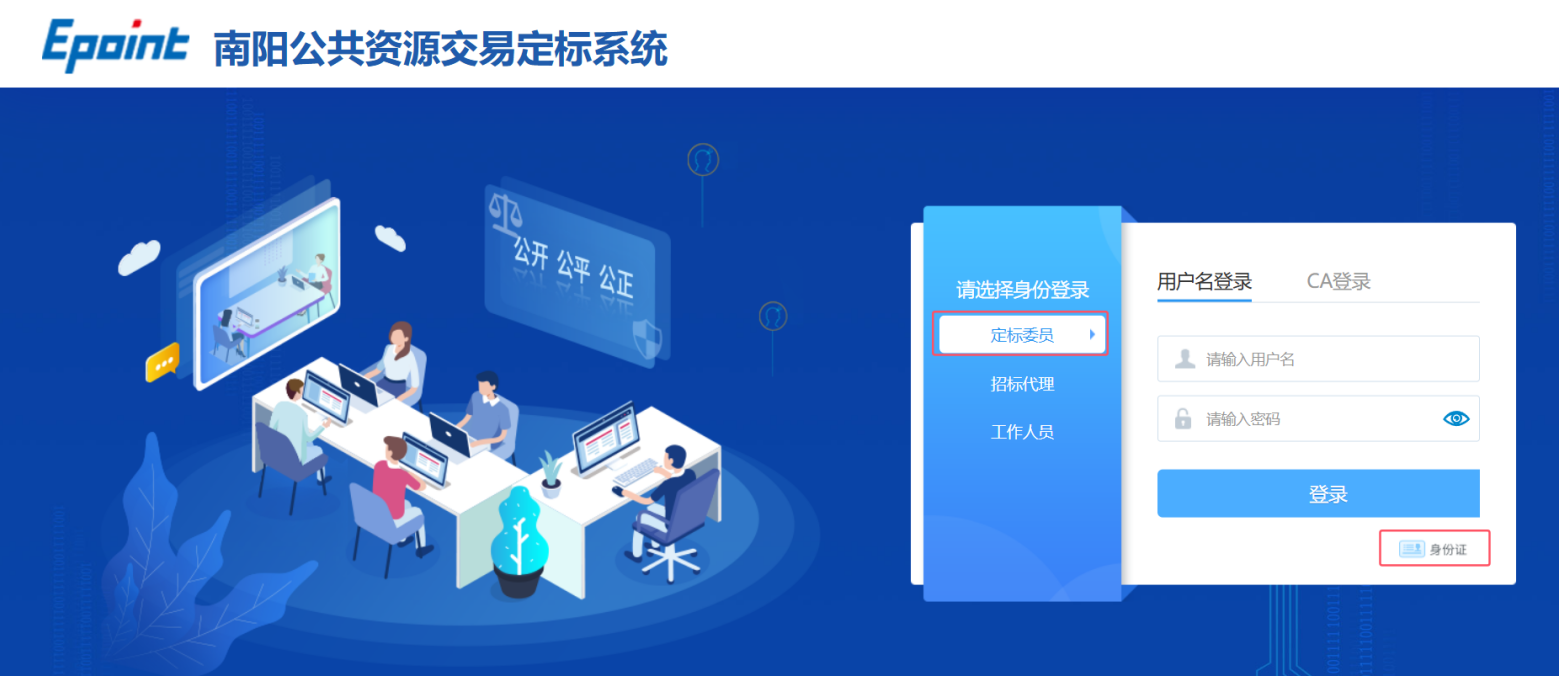 Epoint 南阳公共资源交易定标系统
公开 公平 公正
请选择身份登录
定标委员
招标代理
工作人员
用户名登录 CA登录
请输入用户名
请输入密码
登录
身份证